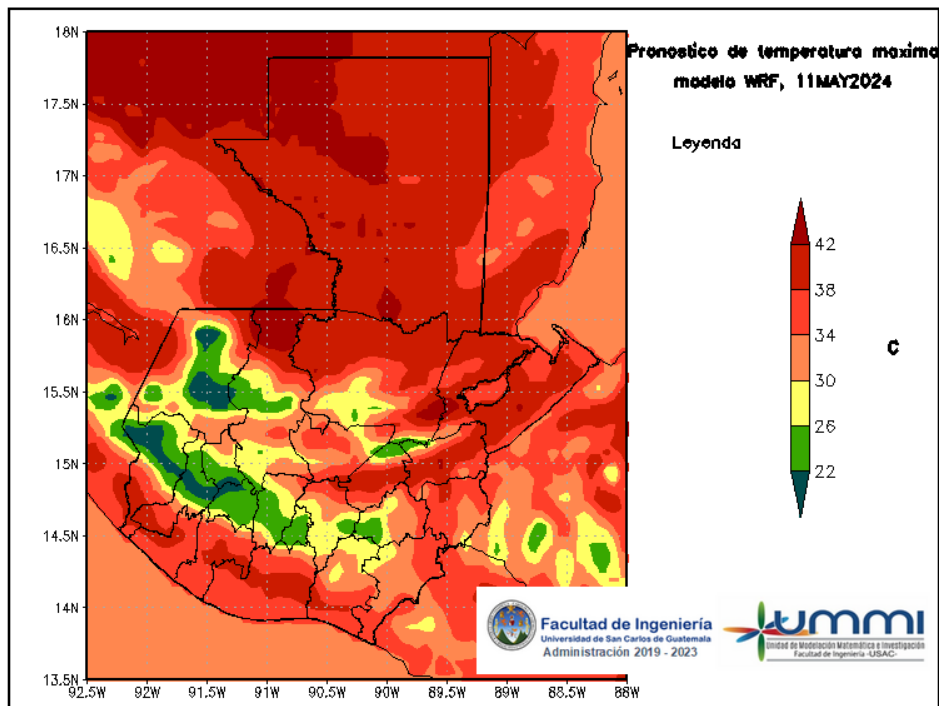 Pronostico de temperatura maxima
modelo WRF, 11MAY2024
Leyenda
42
38
34
30
26
22
C
18N
17.5N
17N
16.5N
16N
15.5N
15N
14.5N
14N
13.5N
92.5W
92W
91.5W
91W
90.5W
90W
89.5W
89W
88.5W
88W
Facultad de Ingeniería
Universidad de San Carlos de Guatemala
Administración 2019 - 2023
UMMI
Unidad de Modelación Matemática e Investigación
Facultad de Ingeniería -USAC-